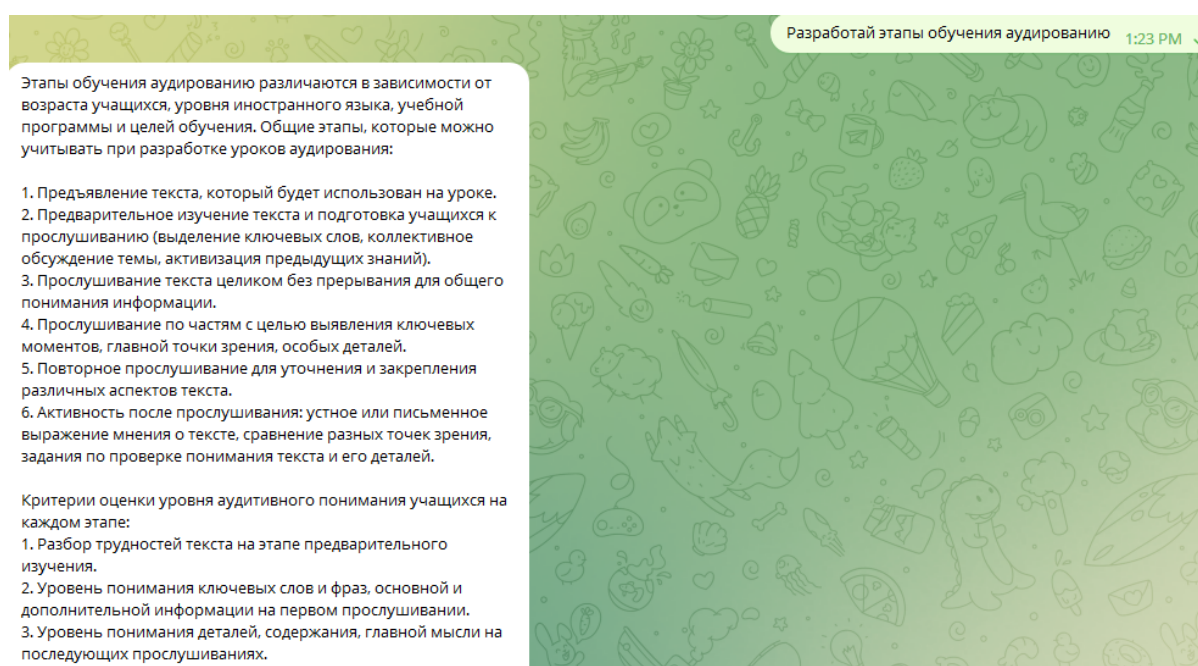 Разработай этапы обучения аудированию 1:23 PM
Этапы обучения аудированию различаются в зависимости от
возраста учащихся, уровня иностранного языка, учебной
программы и целей обучения. Общие этапы, которые можно
учитывать при разработке уроков аудирования:
1. Предъявление текста, который будет использован на уроке.
2. Предварительное изучение текста и подготовка учащихся к
прослушиванию (выделение ключевых слов, коллективное
обсуждение темы, активизация предыдущих знаний).
3. Прослушивание текста целиком без прерывания для общего
понимания информации.
4. Прослушивание по частям с целью выявления ключевых
моментов, главной точки зрения, особых деталей.
5. Повторное прослушивание для уточнения и закрепления
различных аспектов текста.
6. Активность после прослушивания: устное или письменное
выражение мнения о тексте, сравнение разных точек зрения,
задания по проверке понимания текста и его деталей.
Критерии оценки уровня аудитивного понимания учащихся на
каждом этапе:
1. Разбор трудностей текста на этапе предварительного
изучения.
2. Уровень понимания ключевых слов и фраз, основной и
дополнительной информации на первом прослушивании.
3. Уровень понимания деталей, содержания, главной мысли на
последующих прослушиваниях.